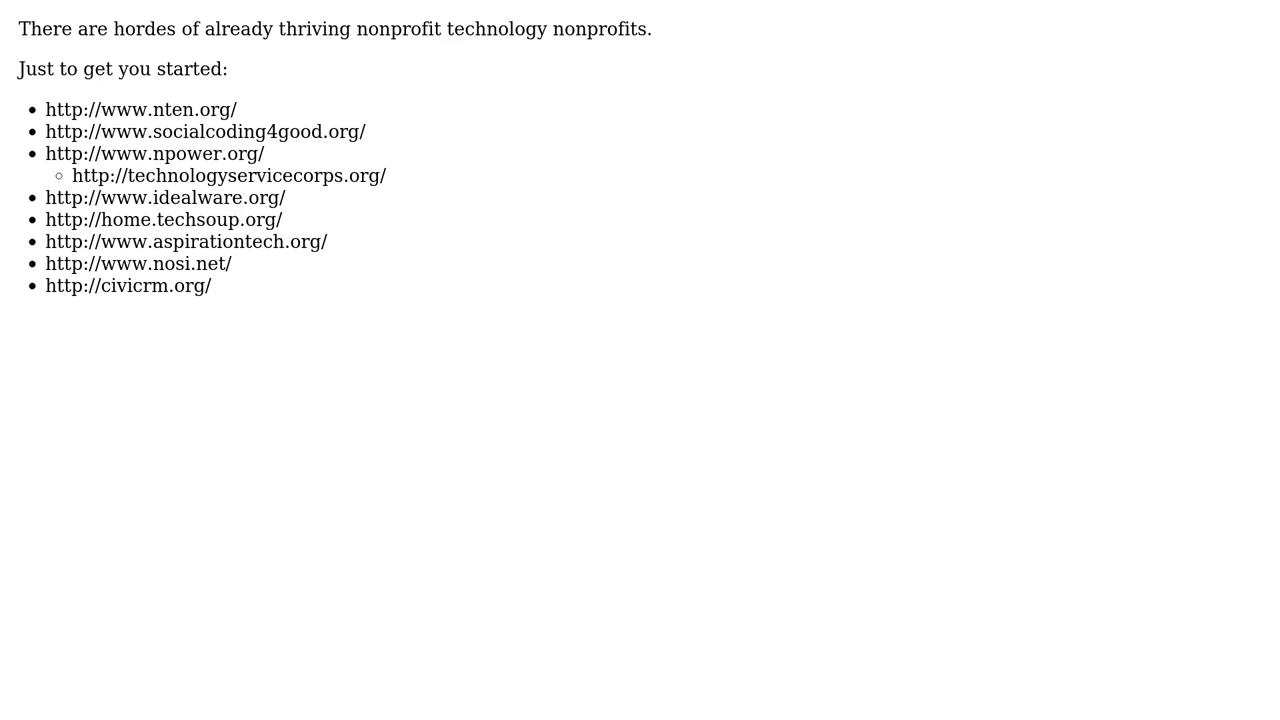 There are hordes of already thriving nonprofit technology nonprofits.
Just to get you started:
http://www.nten.org/
http://www.socialcoding4good.org/
http://www.npower.org/
http://technologyservicecorps.org/
http://www.idealware.org/
http://home.techsoup.org/
http://www.aspirationtech.org/
http://www.nosi.net/
http://civicrm.org/